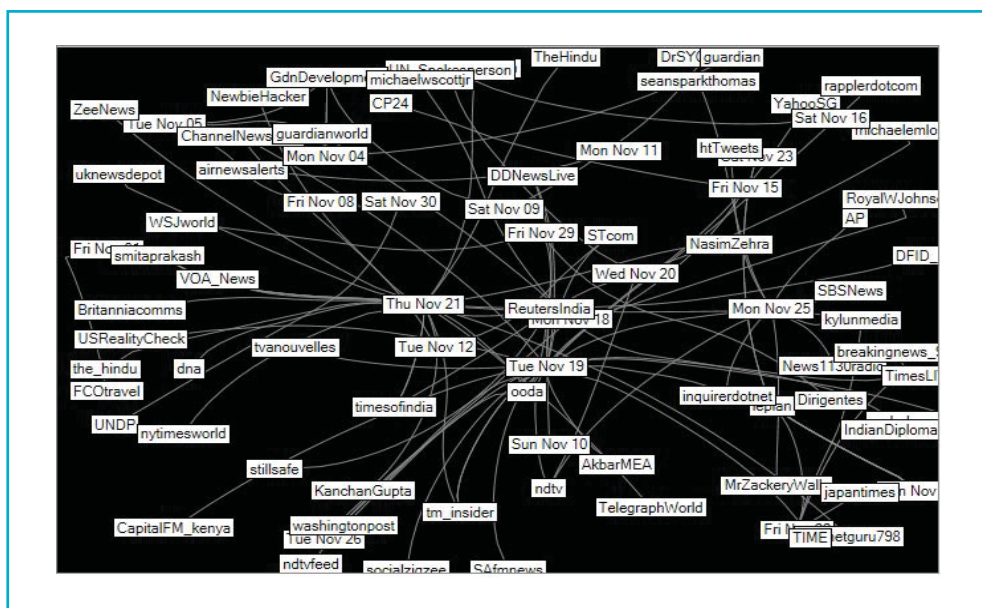 TheHindu
guardian
GdnDevelopme
michaelwscottjr
seansparkthomas
rapplerdotcom
NewbieHacker
CP24
YahooSG
ZeeNews
Tue Nov 05
Sat Nov 16
ChannelNews
guardianworld
michaelemlo
Mon Nov 04
Mon Nov 11
htTweets
airnewsalerts
DDNewsLive
uknewsdepot
Fri Nov 15
Fri Nov 08
Sat Nov 30
Sat Nov 09
RoyalWJohns
AP
WSJworld
Fri Nov 29
STcom
NasimZehra
smitaprakash
DFID_
Wed Nov 20
VOA_News
SBSNews
Britanniacomms
Thu Nov 21
ReutersIndia
Mon Nov 25
Mon Nov 18
kylunmedia
USRealityCheck
tvanouvelles
Tue Nov 12
breakingnews_
the_hindu
dna
Tue Nov 19
News1130radio
TimesLI
FCOtravel
ooda
inquirerdotnet
Dirigentes
timesofindia
UNDP
nytimesworld
IndianDiploma
Sun Nov 10
stillsafe
AkbarMEA
KanchanGupta
ndtv
MrZackeryWall
japantimes
TelegraphWorld
tm_insider
CapitalFM_kenya
washingtonpost
Tue Nov 26
TIME
netguru798
ndtvfeed
socialzigzee
SAfmnews